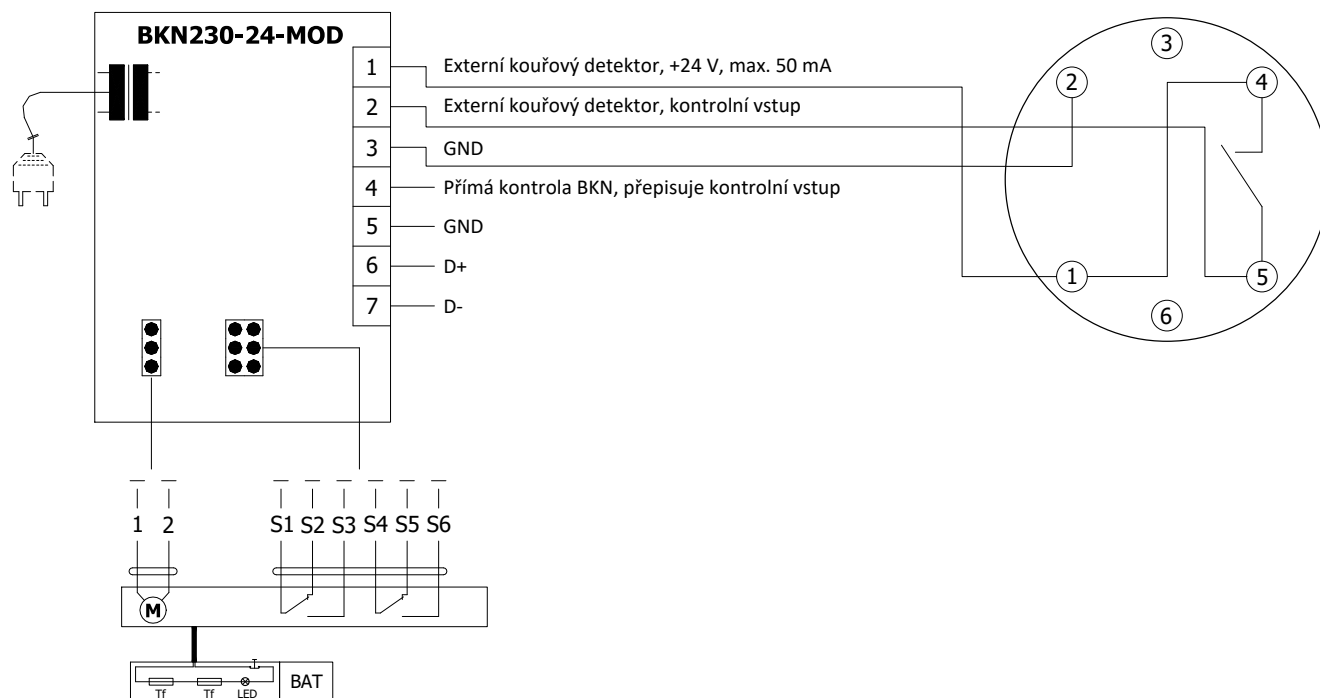 BKN230-24-MOD
1 Externí kouřový detektor, +24 V, max. 50 mA
2 Externí kouřový detektor, kontrolní vstup
3 GND
4 Přímá kontrola BKN, přepisuje kontrolní vstup
5 GND
6 D+
7 D-
3
2 4
1 5
6
1 2 S1 S2 S3 S4 S5 S6
M
Tf Tf LED BAT